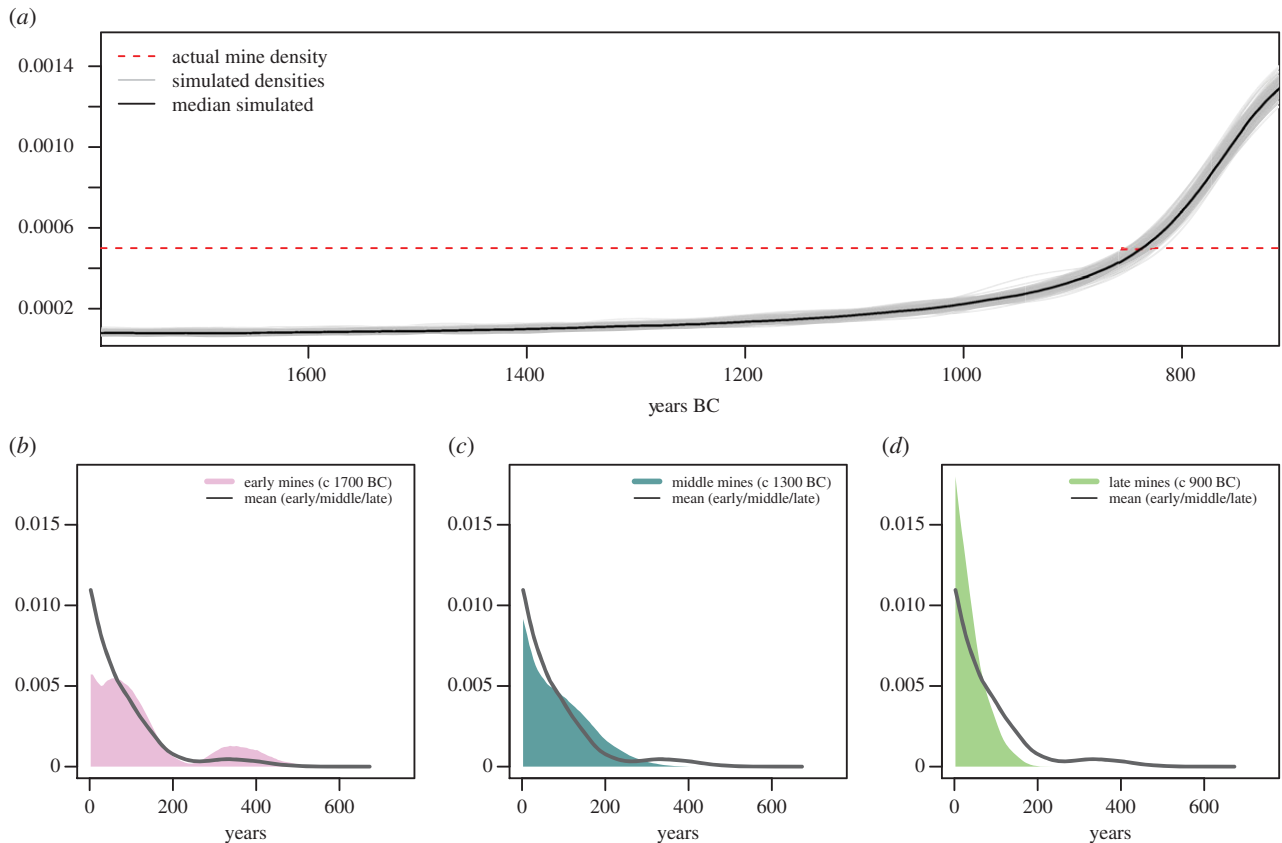 (a)
actual mine density
simulated densities
median simulated
0.0014
0.0010
0.0006
0.0002
1600 1400 1200 1000 800
years BC
(b)
early mines (c 1700 BC)
mean (early/middle/late)
0.015
0.010
0.005
0
0 200 400 600
years
(c)
middle mines (c 1300 BC)
mean (early/middle/late)
0.015
0.010
0.005
0
0 200 400 600
years
(d)
late mines (c 900 BC)
mean (early/middle/late)
0.015
0.010
0.005
0
0 200 400 600
years